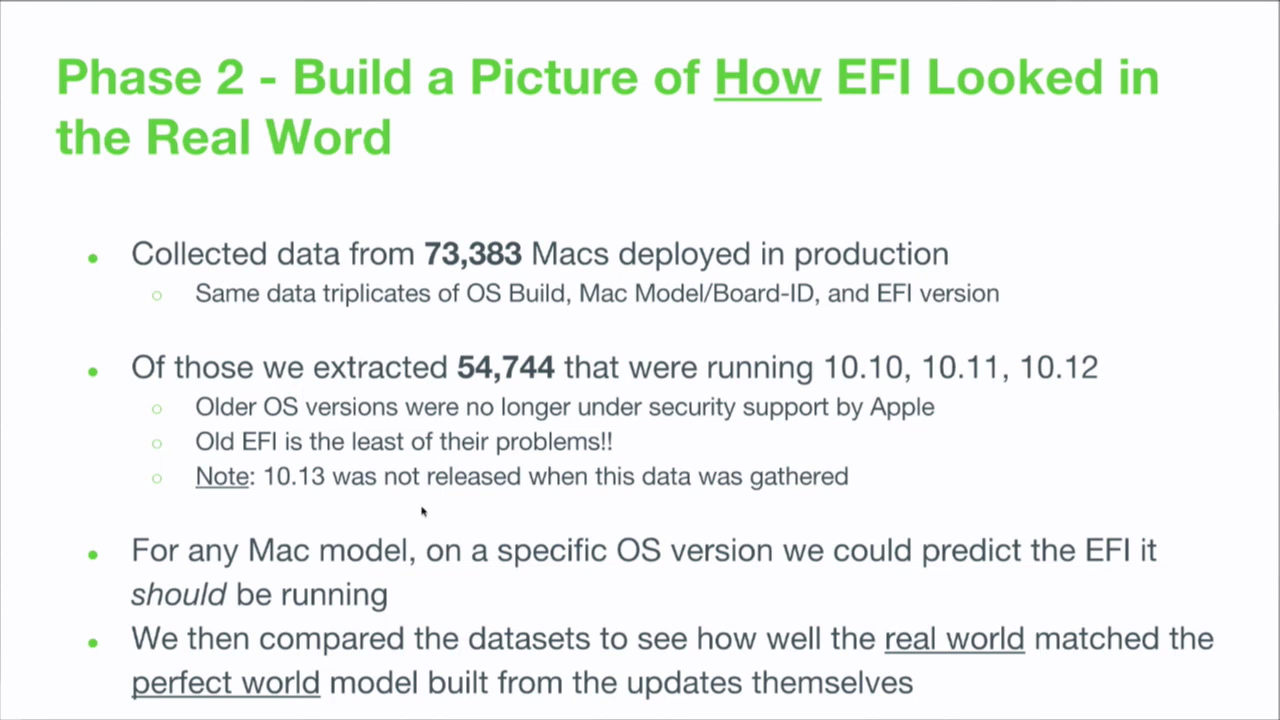 Phase 2 - Build a Picture of How EFI Looked in
the Real Word
Collected data from 73,383 Macs deployed in production
Same data triplicates of OS Build, Mac Model/Board-ID, and EFI version
Of those we extracted 54,744 that were running 10.10, 10.11, 10.12
Older OS versions were no longer under security support by Apple
Old EFI is the least of their problems!!
Note: 10.13 was not released when this data was gathered
For any Mac model, on a specific OS version we could predict the EFI it
should be running
We then compared the datasets to see how well the real world matched the
perfect world model built from the updates themselves